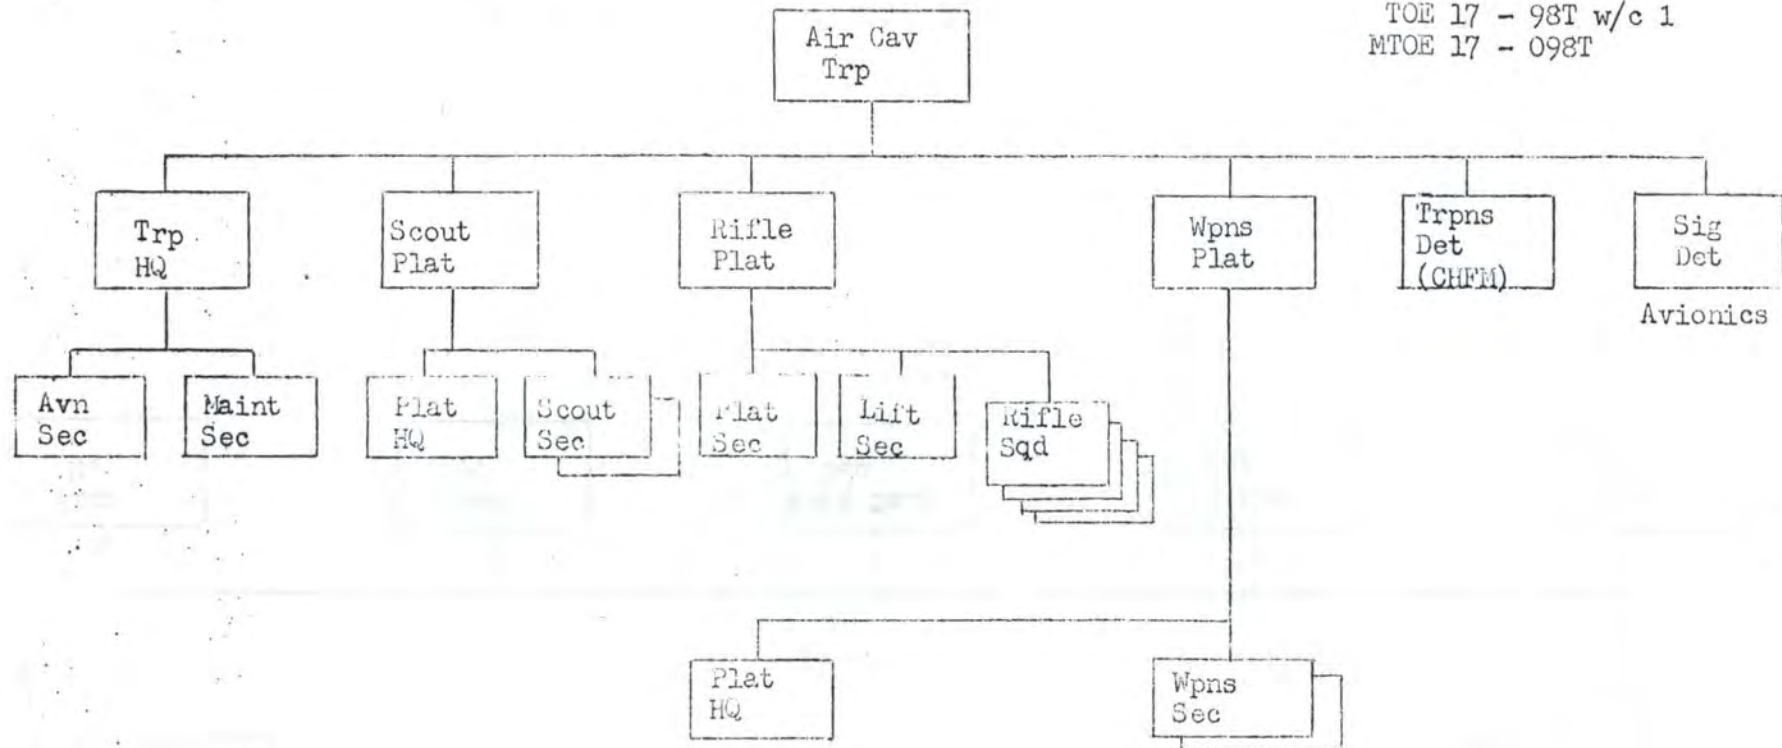 TOE 17 - 98T w/c 1
MTOE 17 - 098T
Air Cav
Trp
Trp
HQ
Scout
Plat
Rifle
Plat
Wpns
Plat
Trpns
Det
(CHFM)
Sig
Det
Avionics
Avn
Sec
Maint
Sec
Plat
HQ
Scout
Sec
Plat
Sec
Lift
Sec
Rifle
Sqd
Plat
HQ
Wpns
Sec